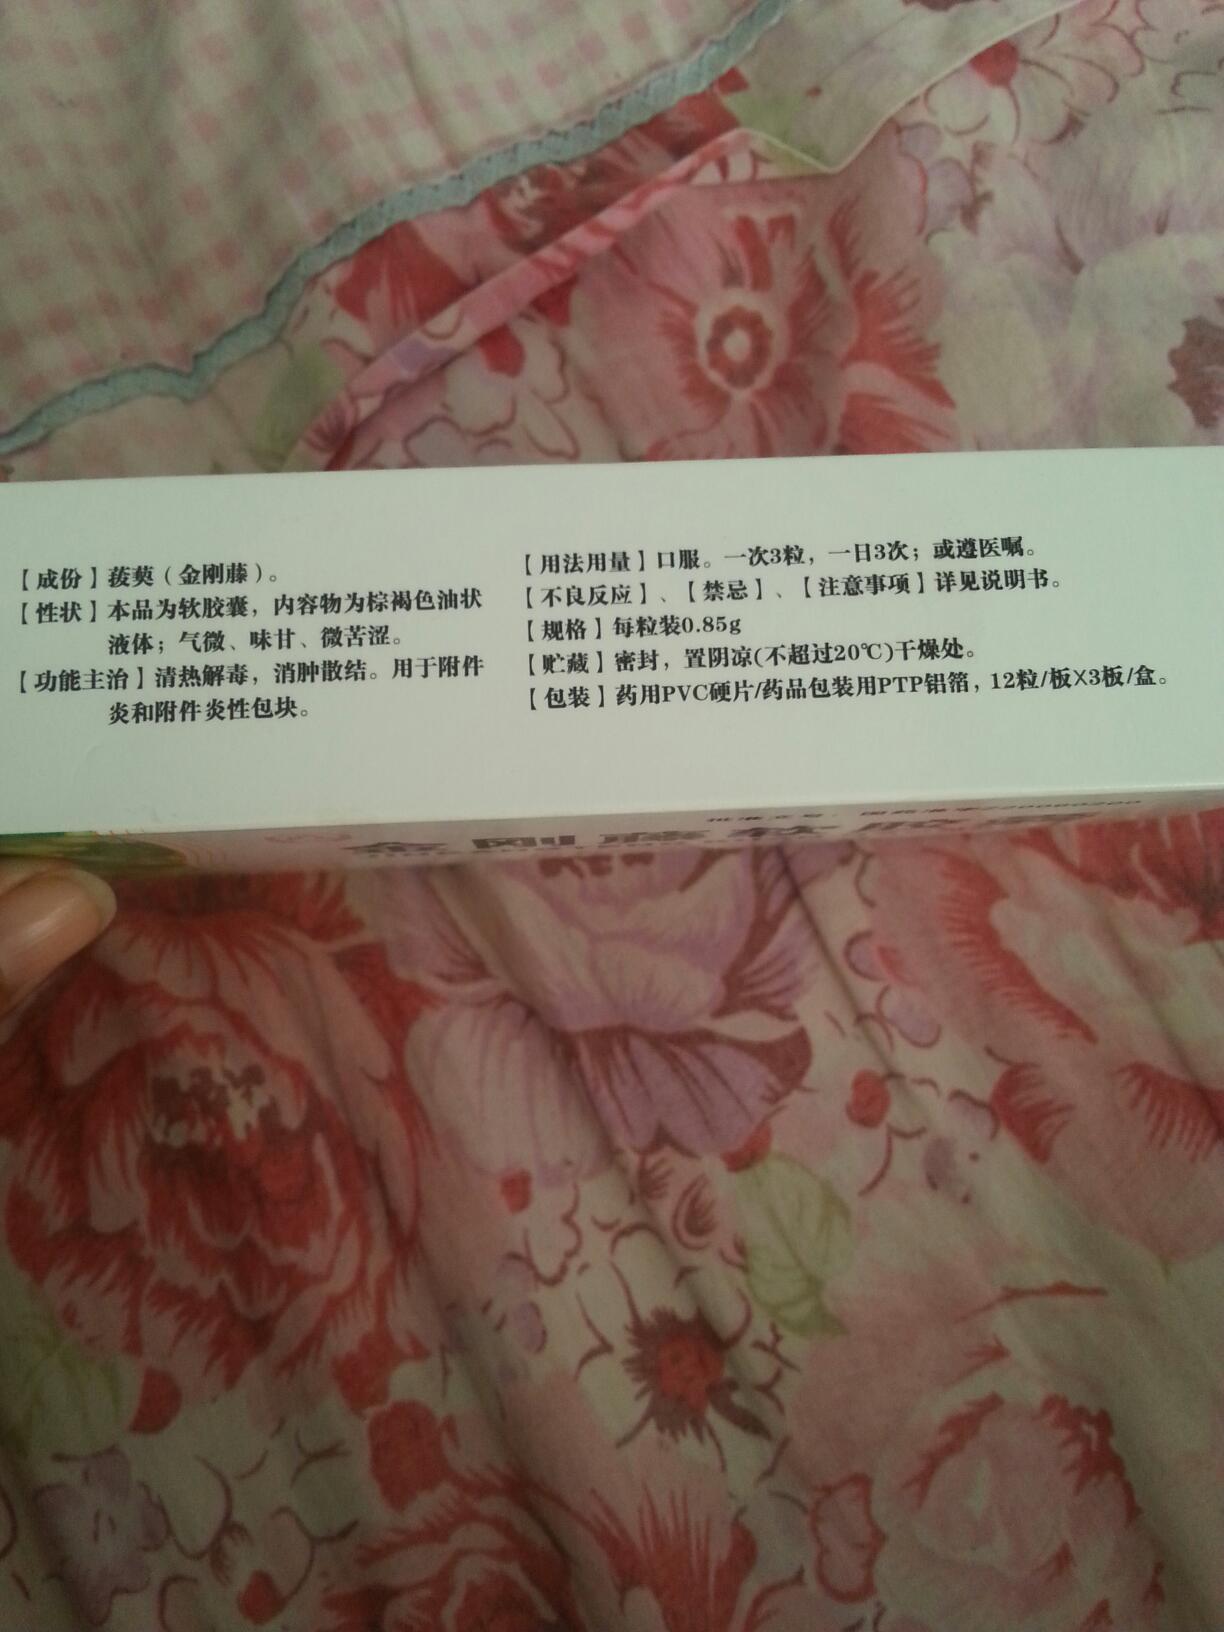 【成份】菝葜（金刚藤）。
【性状】本品为软胶囊，内容物为棕褐色油状
液体；气微、味甘、微苦涩。
【功能主治】清热解毒，消肿散结。用于附件
炎和附件炎性包块。
【用法用量】口服。一次3粒，一日3次；或遵医嘱。
【不良反应】、【禁忌】、【注意事项】详见说明书。
【规格】每粒装0.85g
【贮藏】密封，置阴凉(不超过20℃)干燥处。
【包装】药用PVC硬片/药品包装用PTP铝箔，12粒/板X3板/盒。
金刚藤软胶囊